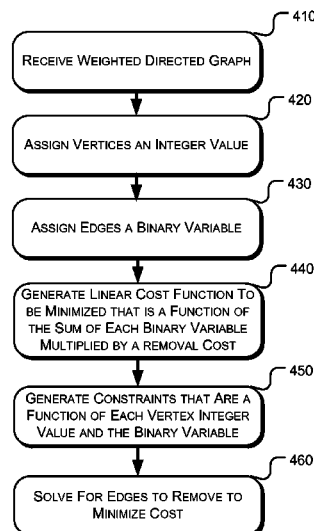 410
RECEIVE WEIGHTED DIRECTED GRAPH
420
ASSIGN VERTICES AN INTEGER VALUE
430
ASSIGN EDGES A BINARY VARIABLE
440
GENERATE LINEAR COST FUNCTION TO
BE MINIMIZED THAT IS A FUNCTION OF
THE SUM OF EACH BINARY VARIABLE
MULTIPLIED BY A REMOVAL COST
450
GENERATE CONSTRAINTS THAT ARE A
FUNCTION OF EACH VERTEX INTEGER
VALUE AND THE BINARY VARIABLE
460
SOLVE FOR EDGES TO REMOVE TO
MINIMIZE COST